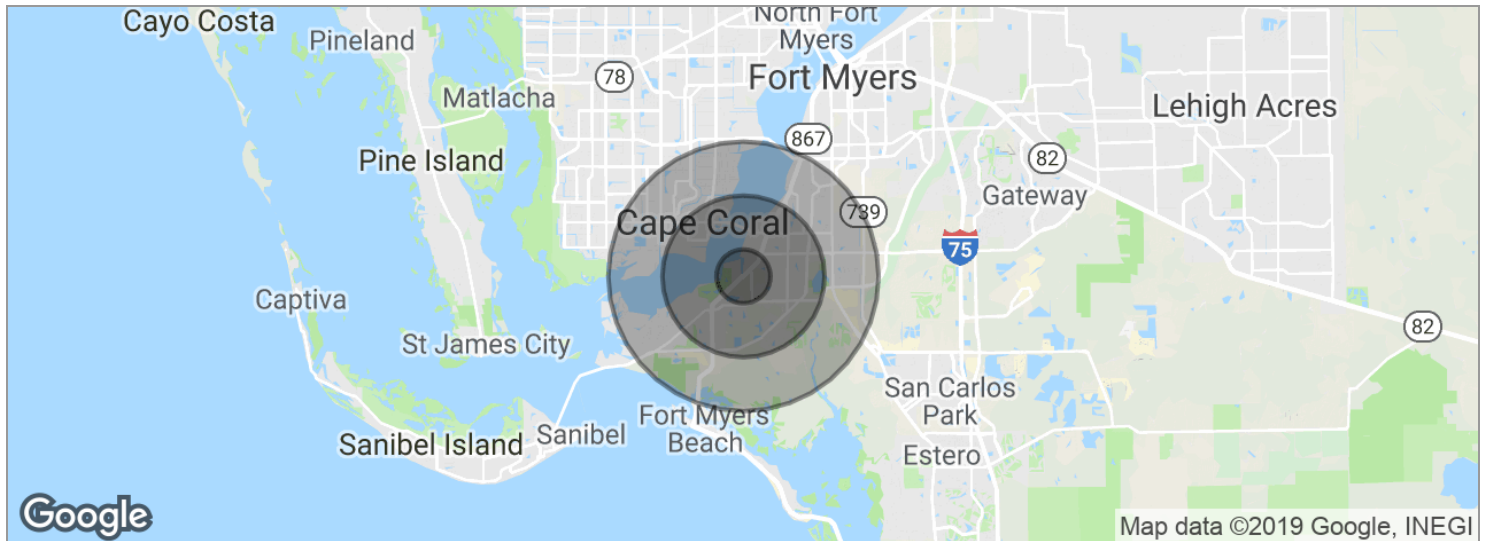 Cayo Costa
Pineland
North Fort
Myers
78
Fort Myers
Matlacha
Lehigh Acres
867
82
Pine Island
Gateway
739
Cape Coral
75
Captiva
82
St James City
San Carlos
Park
Fort Myers
Beach
Sanibel Island
Sanibel
Estero
Google
Map data ©2019 Google, INEGI